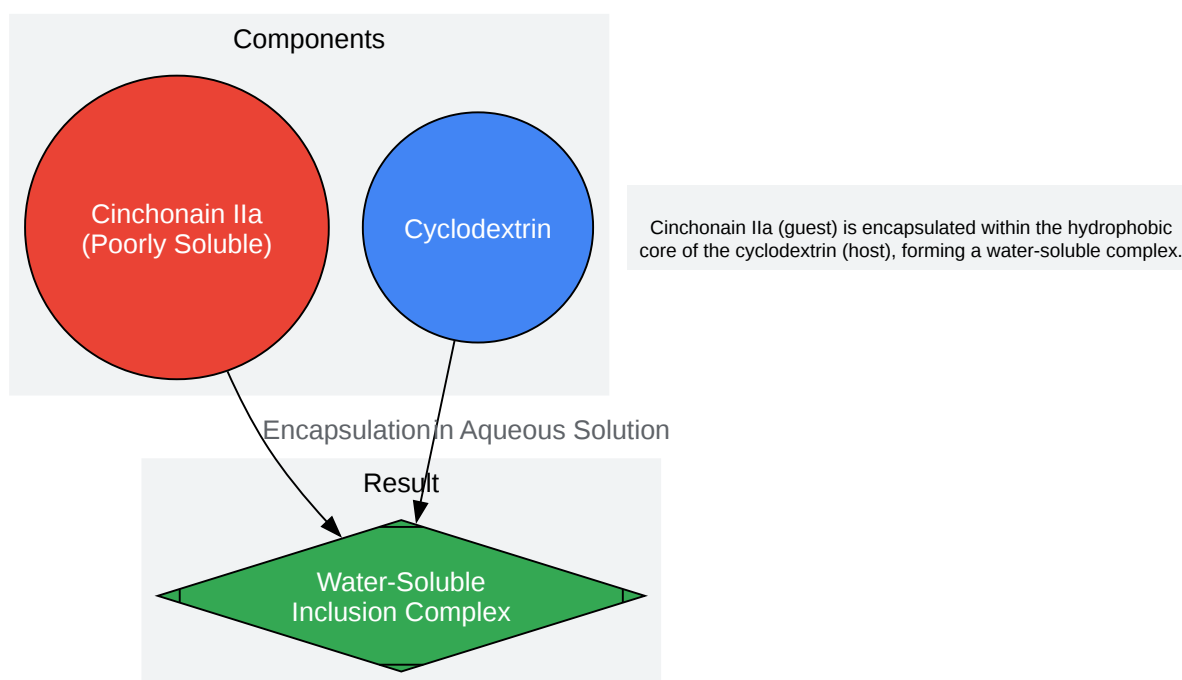 Components
Cinchonain IIa
(Poorly Soluble)
Cyclodextrin
Cinchonain IIa (guest) is encapsulated within the hydrophobic
core of the cyclodextrin (host), forming a water-soluble complex.
Encapsulation in Aqueous Solution
Result
Water-Soluble
Inclusion Complex